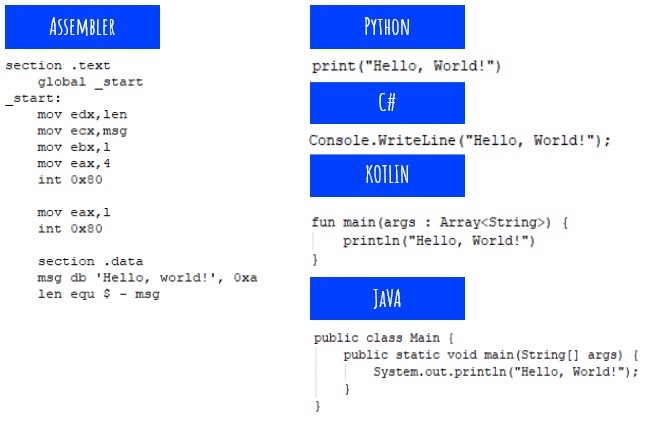 ASSEMBLER
section .text
    global _start
_start:
    mov edx,len
    mov ecx,msg
    mov ebx,1
    mov eax,4
    int 0x80

    mov eax,1
    int 0x80

    section .data
    msg db 'Hello, world!', 0xa
    len equ $ - msg
PYTHON
print("Hello, World!")
C#
Console.WriteLine("Hello, World!");
KOTLIN
fun main(args : Array<String>) {
    println("Hello, World!")
}
JAVA
public class Main {
    public static void main(String[] args) {
        System.out.println("Hello, World!");
    }
}